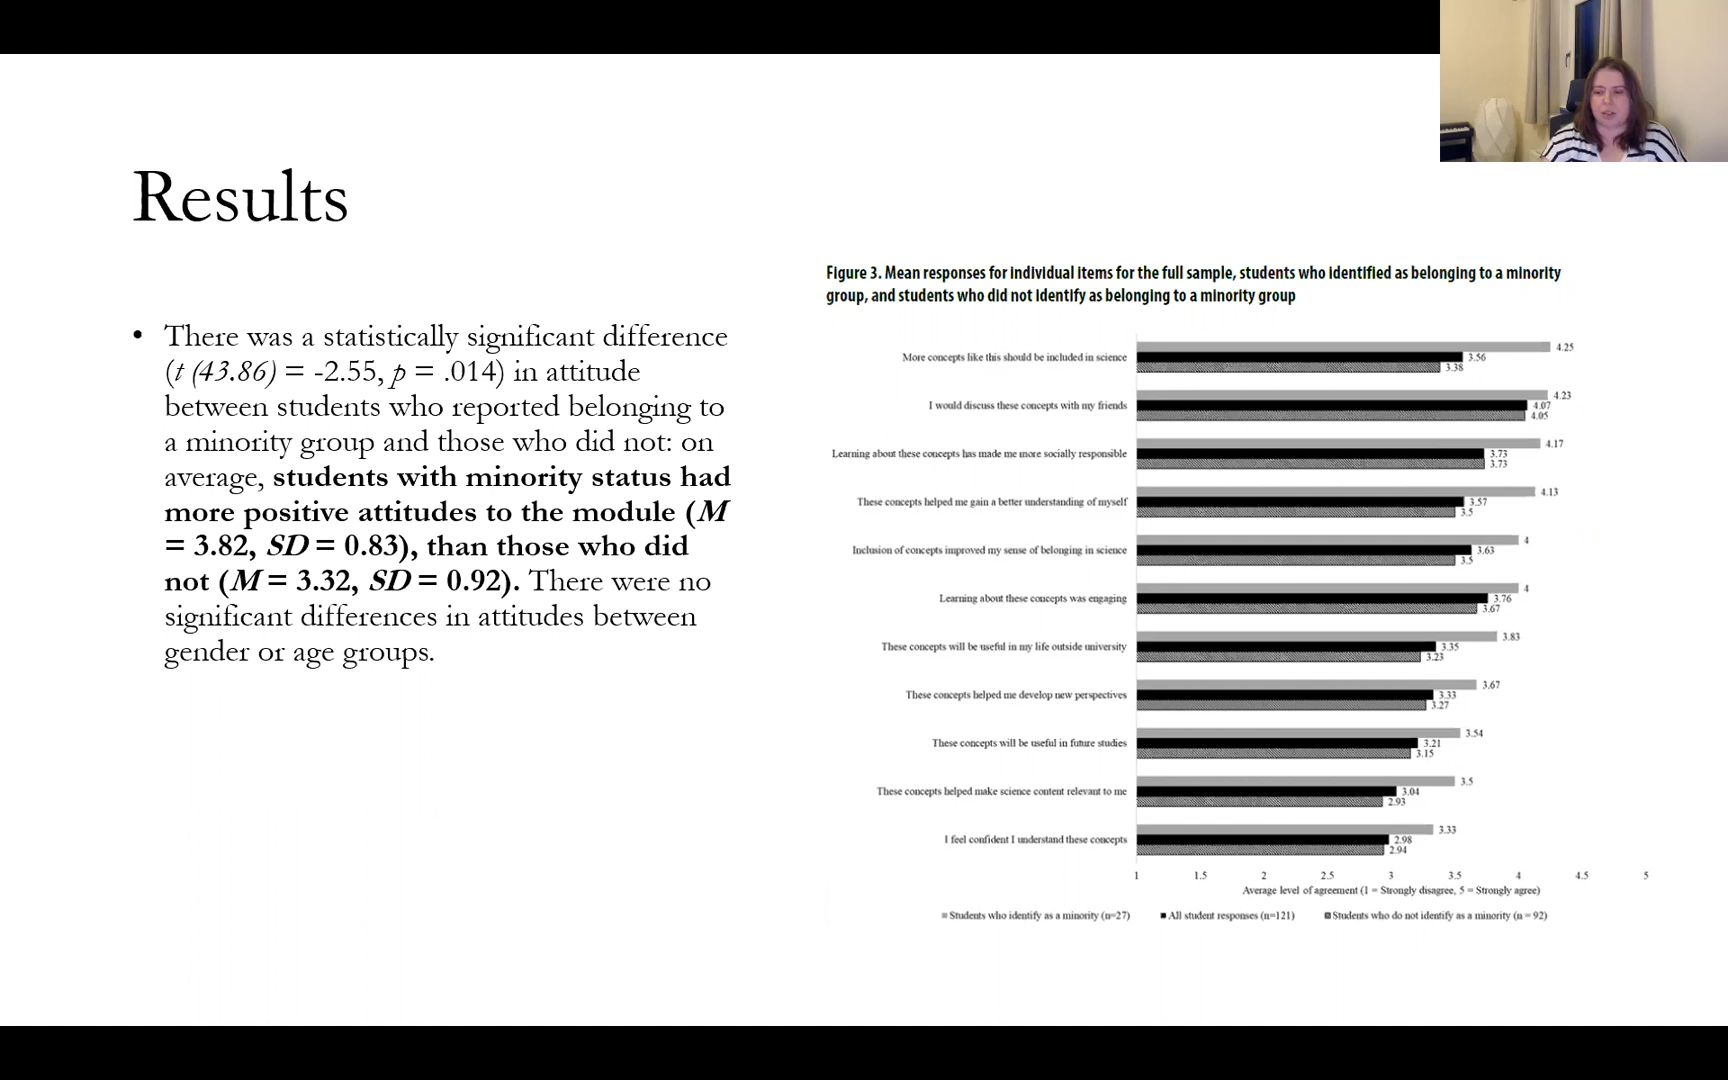 Results
• There was a statistically significant difference
(t (43.86) = -2.55, p = .014) in attitude
between students who reported belonging to
a minority group and those who did not: on
average, students with minority status had
more positive attitudes to the module (M
= 3.82, SD = 0.83), than those who did
not (M = 3.32, SD = 0.92). There were no
significant differences in attitudes between
gender or age groups.
Figure 3. Mean responses for individual items for the full sample, students who identified as belonging to a minority
group, and students who did not identify as belonging to a minority group
4.25
More concepts like this should be included in science 3.56
3.38
4.23
I would discuss these concepts with my friends 4.07
4.05
4.17
Learning about these concepts has made me more socially responsible 3.73
3.73
4.13
These concepts helped me gain a better understanding of myself 3.57
3.5
4
Inclusion of concepts improved my sense of belonging in science 3.63
3.5
4
Learning about these concepts was engaging 3.76
3.67
3.83
These concepts will be useful in my life outside university 3.35
3.23
3.67
These concepts helped me develop new perspectives 3.33
3.27
3.54
These concepts will be useful in future studies 3.21
3.15
3.5
These concepts helped make science content relevant to me 3.04
2.93
3.33
I feel confident I understand these concepts 2.98
2.94
1 1.5 2 2.5 3 3.5 4 4.5 5
Average level of agreement (1 = Strongly disagree, 5 = Strongly agree)
Students who identify as a minority (n=27) All student responses (n=121) Students who do not identify as a minority (n = 92)